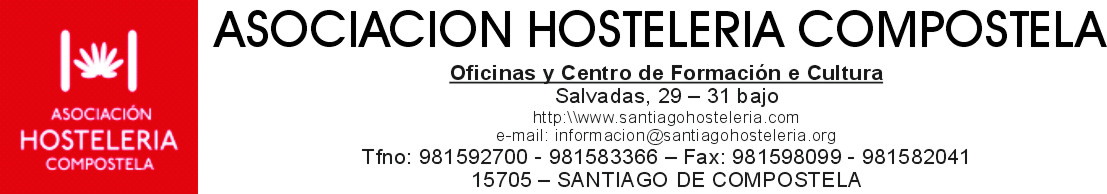 ASOCIACIÓN
HOSTELERIA
COMPOSTELA
ASOCIACION HOSTELERIA COMPOSTELA
Oficinas y Centro de Formación e Cultura
Salvadas, 29 – 31 bajo
http:\\www.santiagohosteleria.com
e-mail: informacion@santiagohosteleria.org
Tfno: 981592700 - 981583366 – Fax: 981598099 - 981582041
15705 – SANTIAGO DE COMPOSTELA